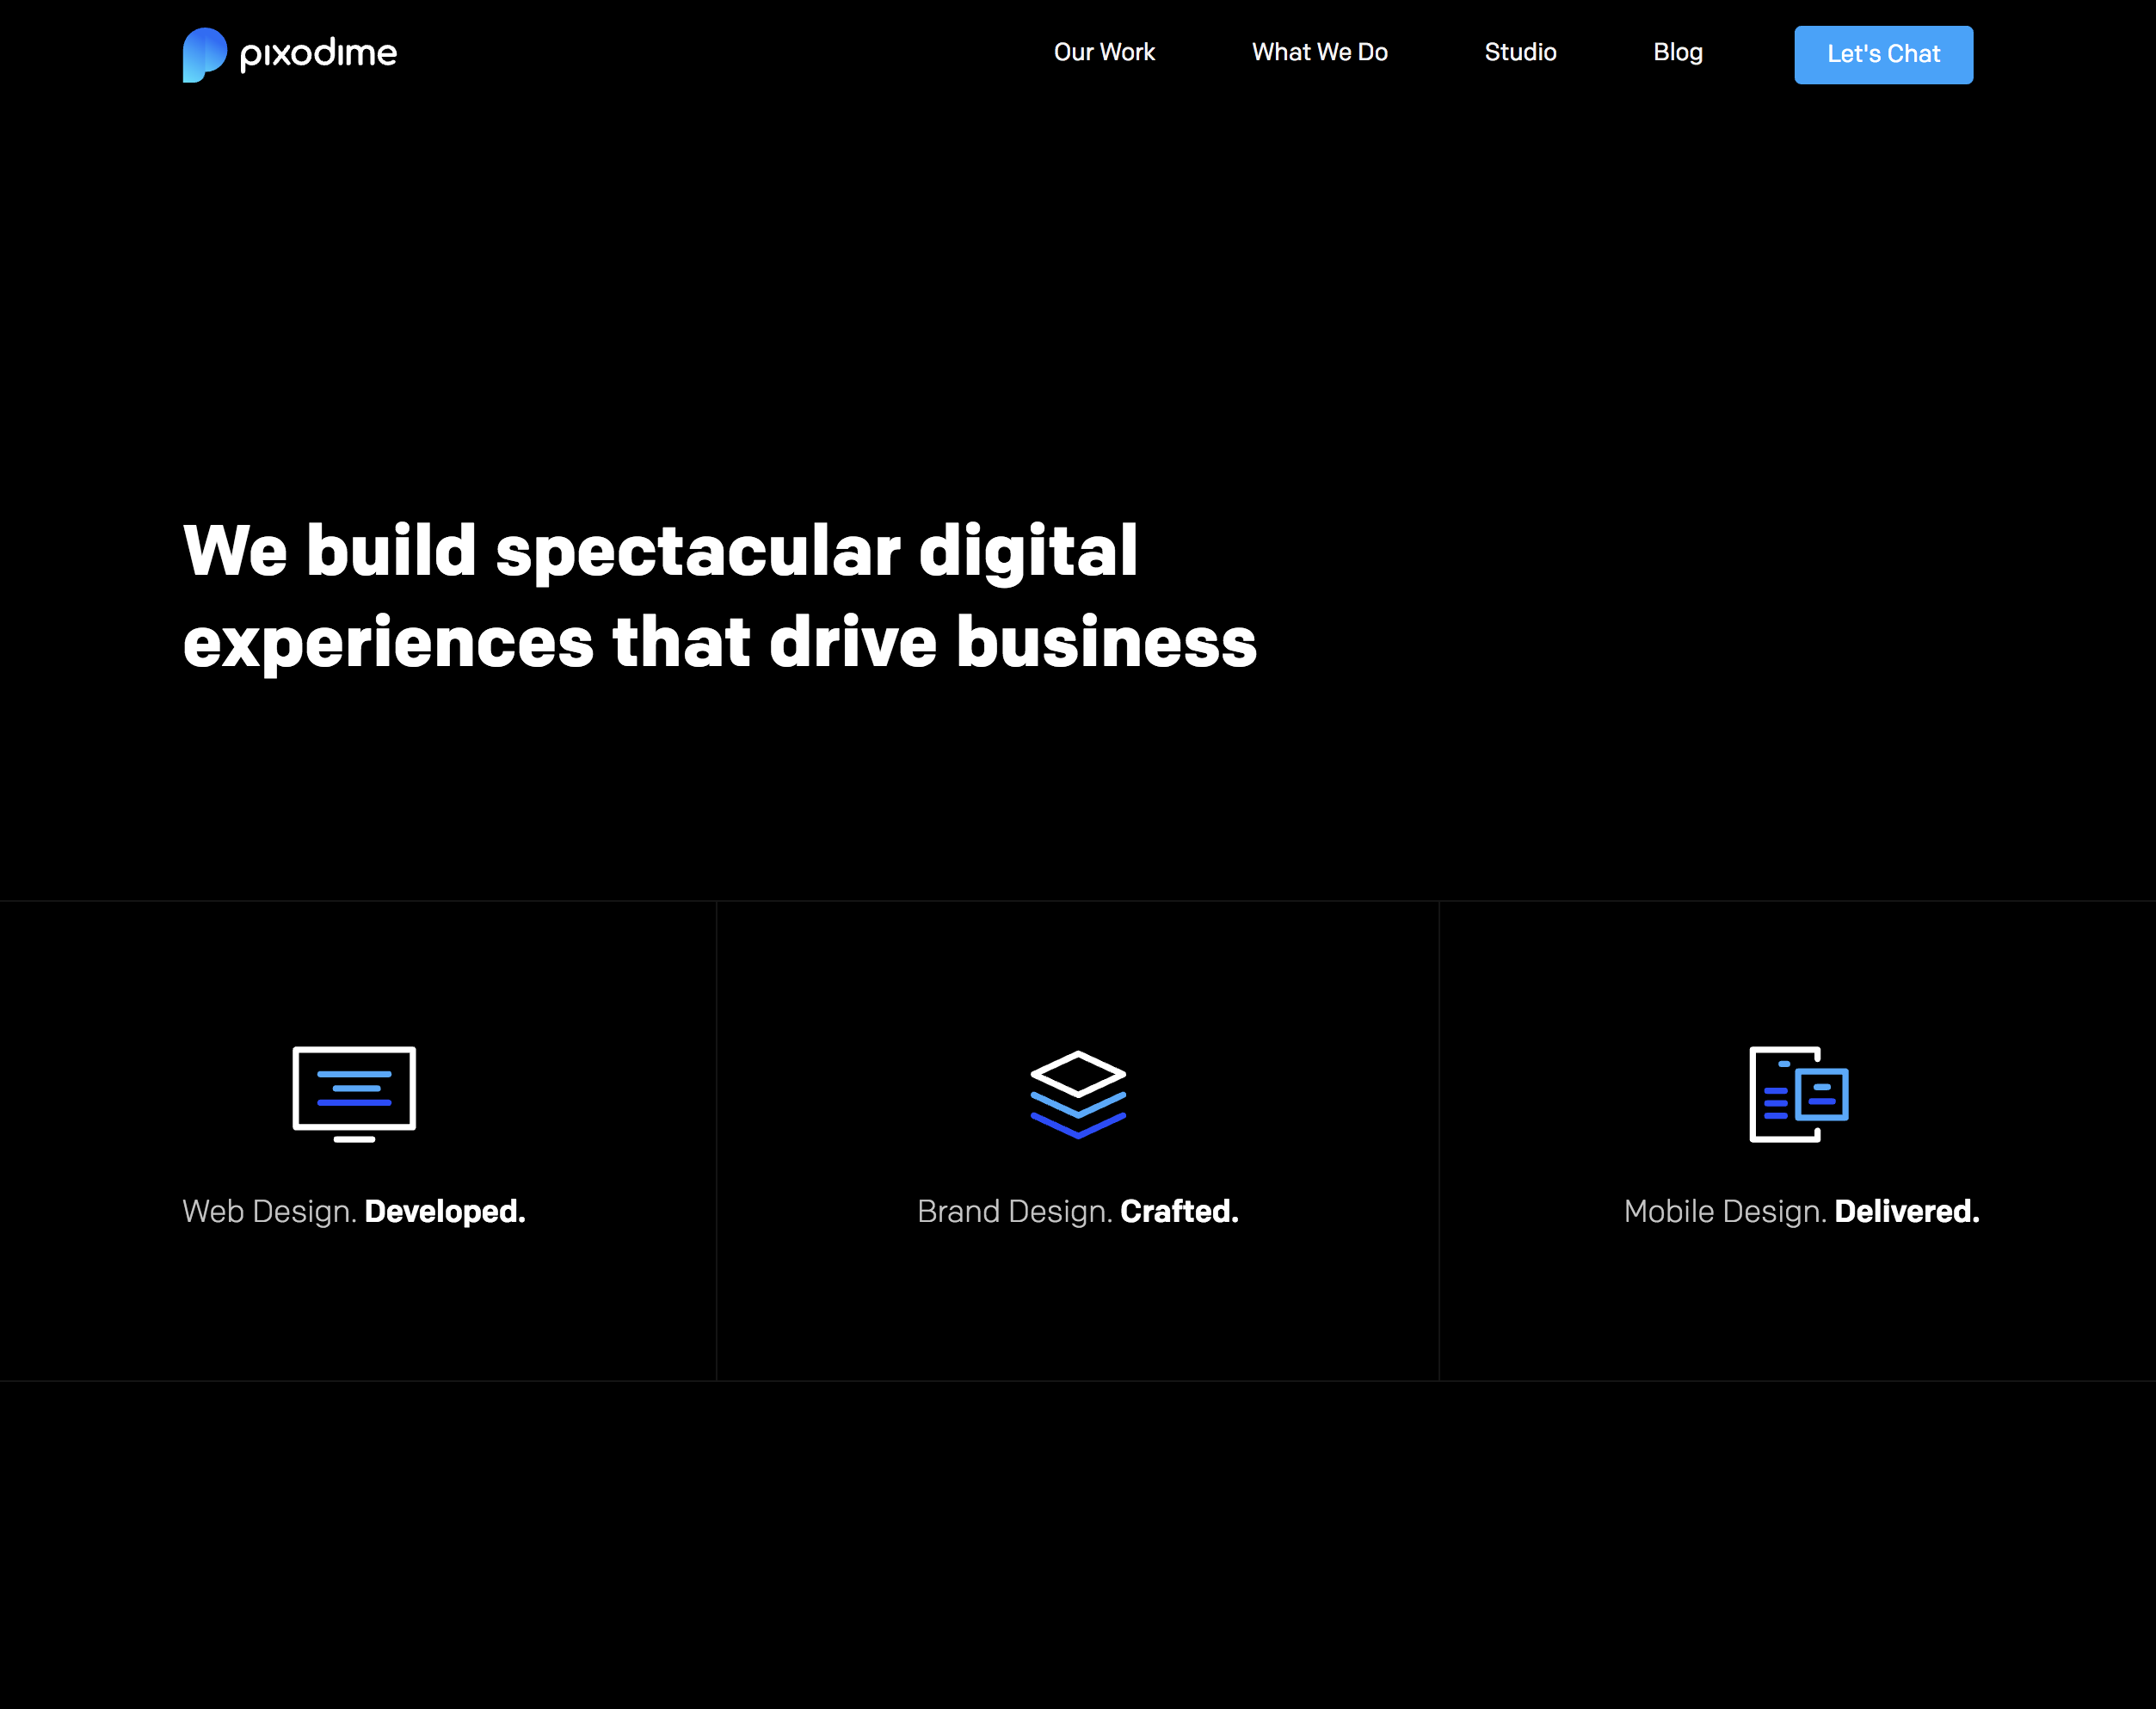 pixodime
Our Work
What We Do
Studio
Blog
Let's Chat
We build spectacular digital
experiences that drive business
Web Design. Developed.
Brand Design. Crafted.
Mobile Design. Delivered.